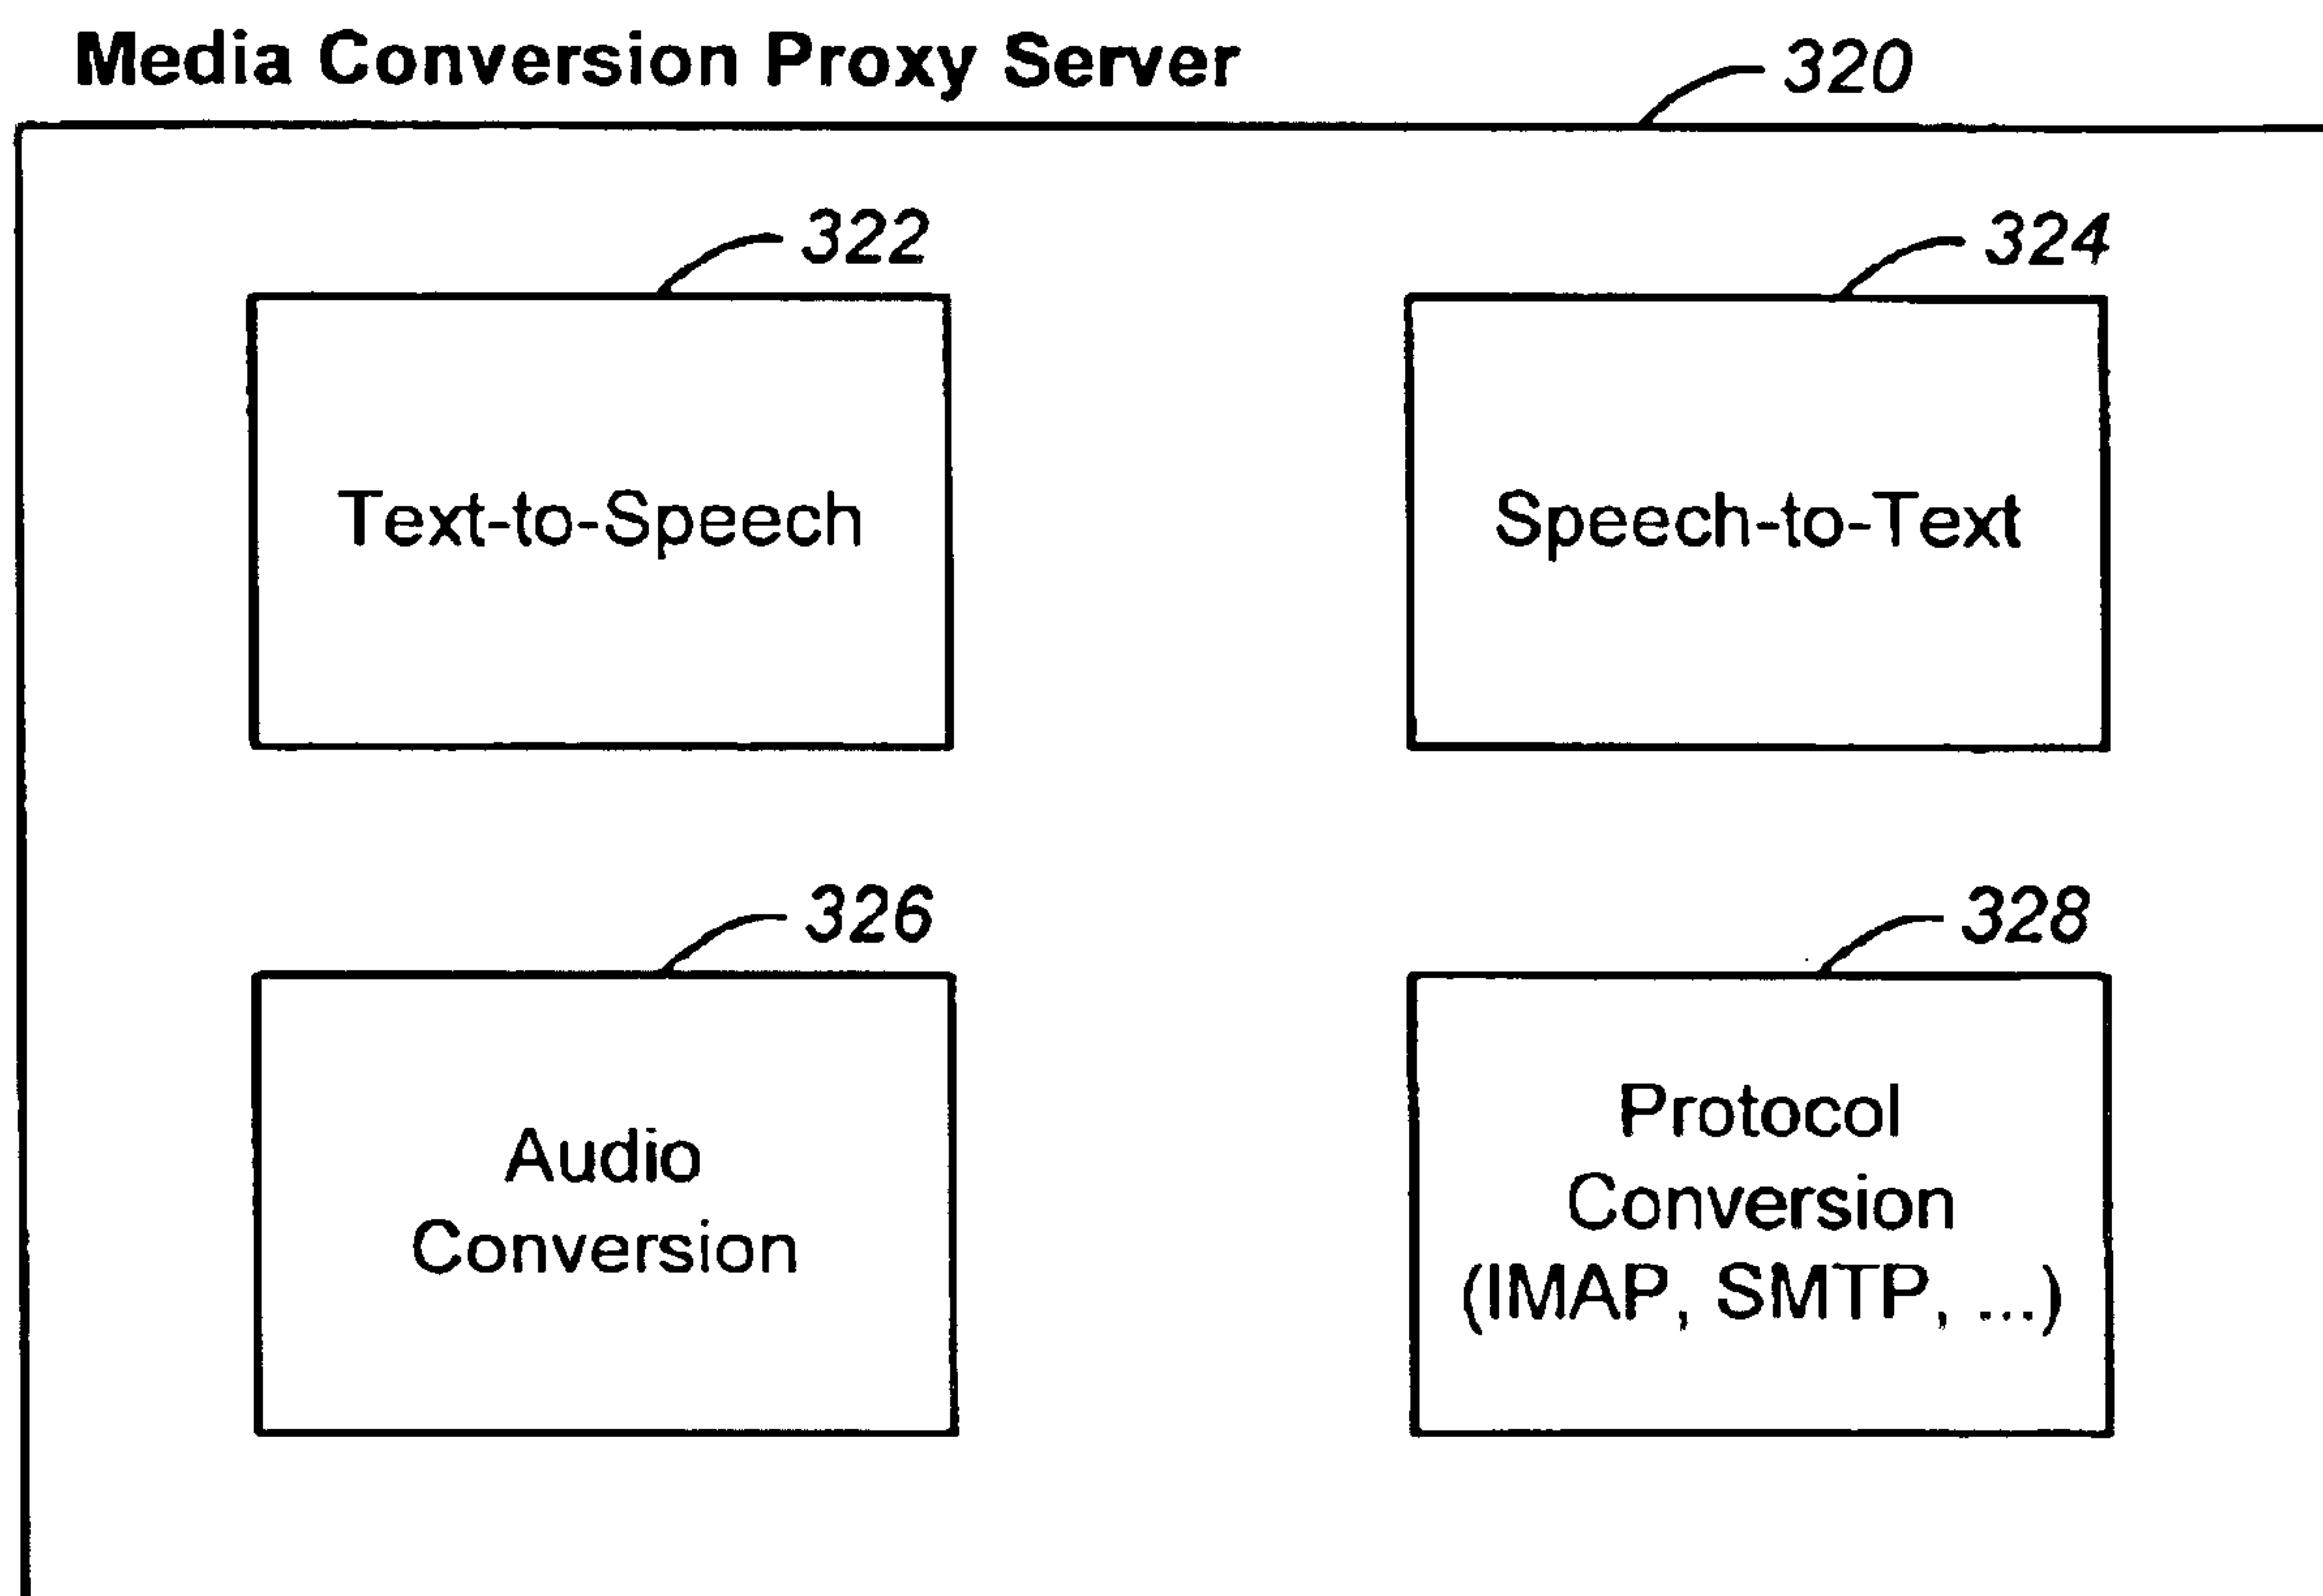 Media Conversion Proxy Server
320
322
324
Text-to-Speech
Speech-to-Text
326
328
Audio
Conversion
Protocol
Conversion
(IMAP, SMTP, ...)